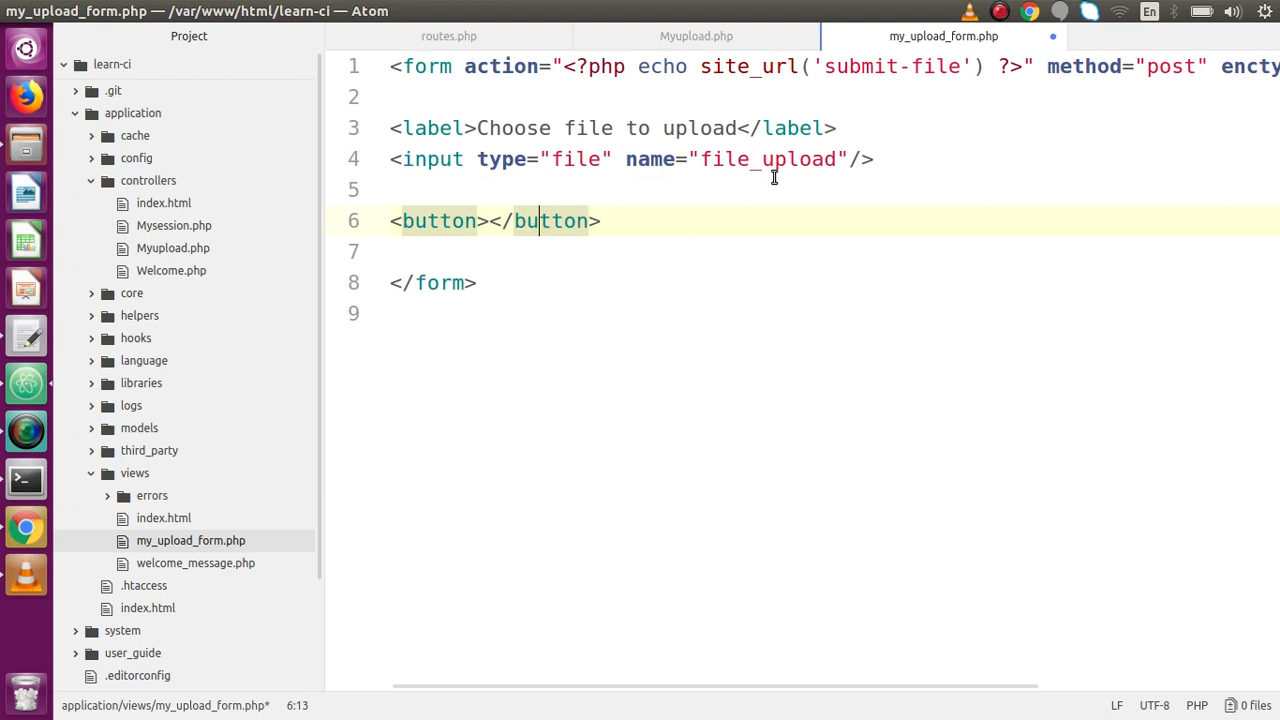 my_upload_form.php — /var/www/html/learn-ci — Atom
En
Project
routes.php
Myupload.php
my_upload_form.php
learn-ci
.git
application
cache
config
controllers
index.html
Mysession.php
Myupload.php
Welcome.php
core
helpers
hooks
language
libraries
logs
models
third_party
views
errors
index.html
my_upload_form.php
welcome_message.php
.htaccess
index.html
system
user_guide
.editorconfig
1 <form action="<?php echo site_url('submit-file') ?>" method="post" encty
2
3 <label>Choose file to upload</label>
4 <input type="file" name="file_upload"/>
5
6 <button></button>
7
8 </form>
9
application/views/my_upload_form.php* 6:13
LF UTF-8 PHP 0 files